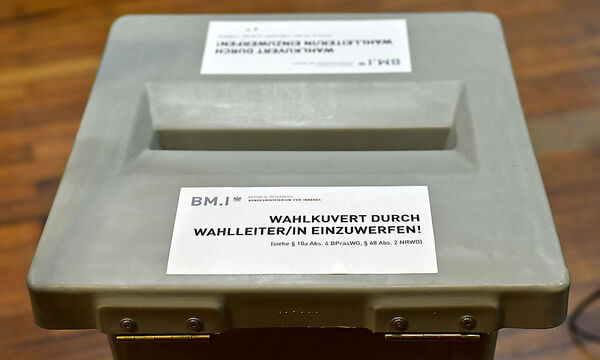 WAHLKUVERT DURCH
WAHLLEITER/IN EINZUWERFEN!
BM.I
BM.I REPUBLIK ÖSTERREICH
BUNDESMINISTERIUM FÜR INNERES
WAHLKUVERT DURCH
WAHLLEITER/IN EINZUWERFEN!
(siehe § 10a Abs. 4 BPräsWG, § 68 Abs. 2 NRWO)